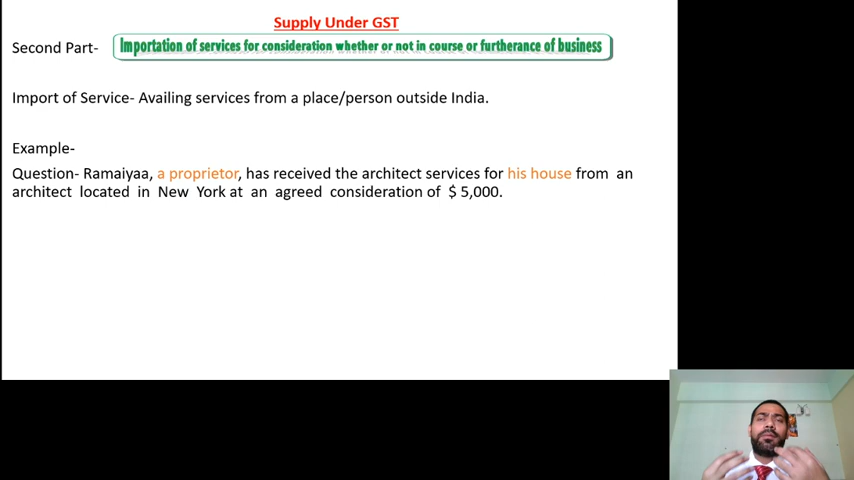 Supply Under GST
Second Part- Importation of services for consideration whether or not in course or furtherance of business
Import of Service- Availing services from a place/person outside India.
Example-
Question- Ramaiyaa, a proprietor, has received the architect services for his house from an
architect located in New York at an agreed consideration of $ 5,000.